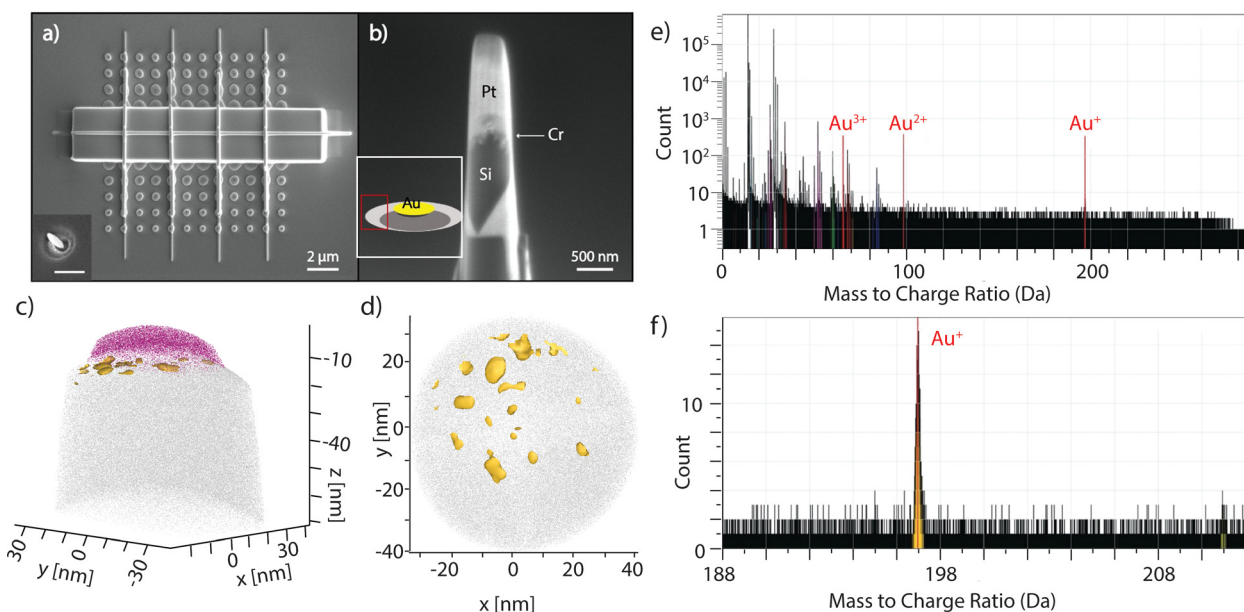 a)
2 µm
b)
Pt
Cr
Si
Au
500 nm
c)
-10
-40
z [nm]
30
0
-30
y [nm]
0
30
x [nm]
d)
20
0
-20
-40
y [nm]
-40
-20
0
20
40
x [nm]
e)
10⁵
10⁴
10³
10²
10
1
Count
Au³⁺
Au²⁺
Au⁺
0
100
200
Mass to Charge Ratio (Da)
f)
Au⁺
10
0
Count
188
198
208
Mass to Charge Ratio (Da)